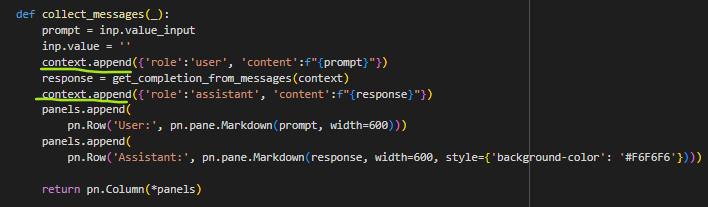 def collect_messages(_):
    prompt = inp.value_input
    inp.value = ''
    context.append({'role':'user', 'content':f"{prompt}"})
    response = get_completion_from_messages(context)
    context.append({'role':'assistant', 'content':f"{response}"})
    panels.append(
        pn.Row('User:', pn.pane.Markdown(prompt, width=600)))
    panels.append(
        pn.Row('Assistant:', pn.pane.Markdown(response, width=600, style={'background-color': '#F6F6F6'})))
    return pn.Column(*panels)